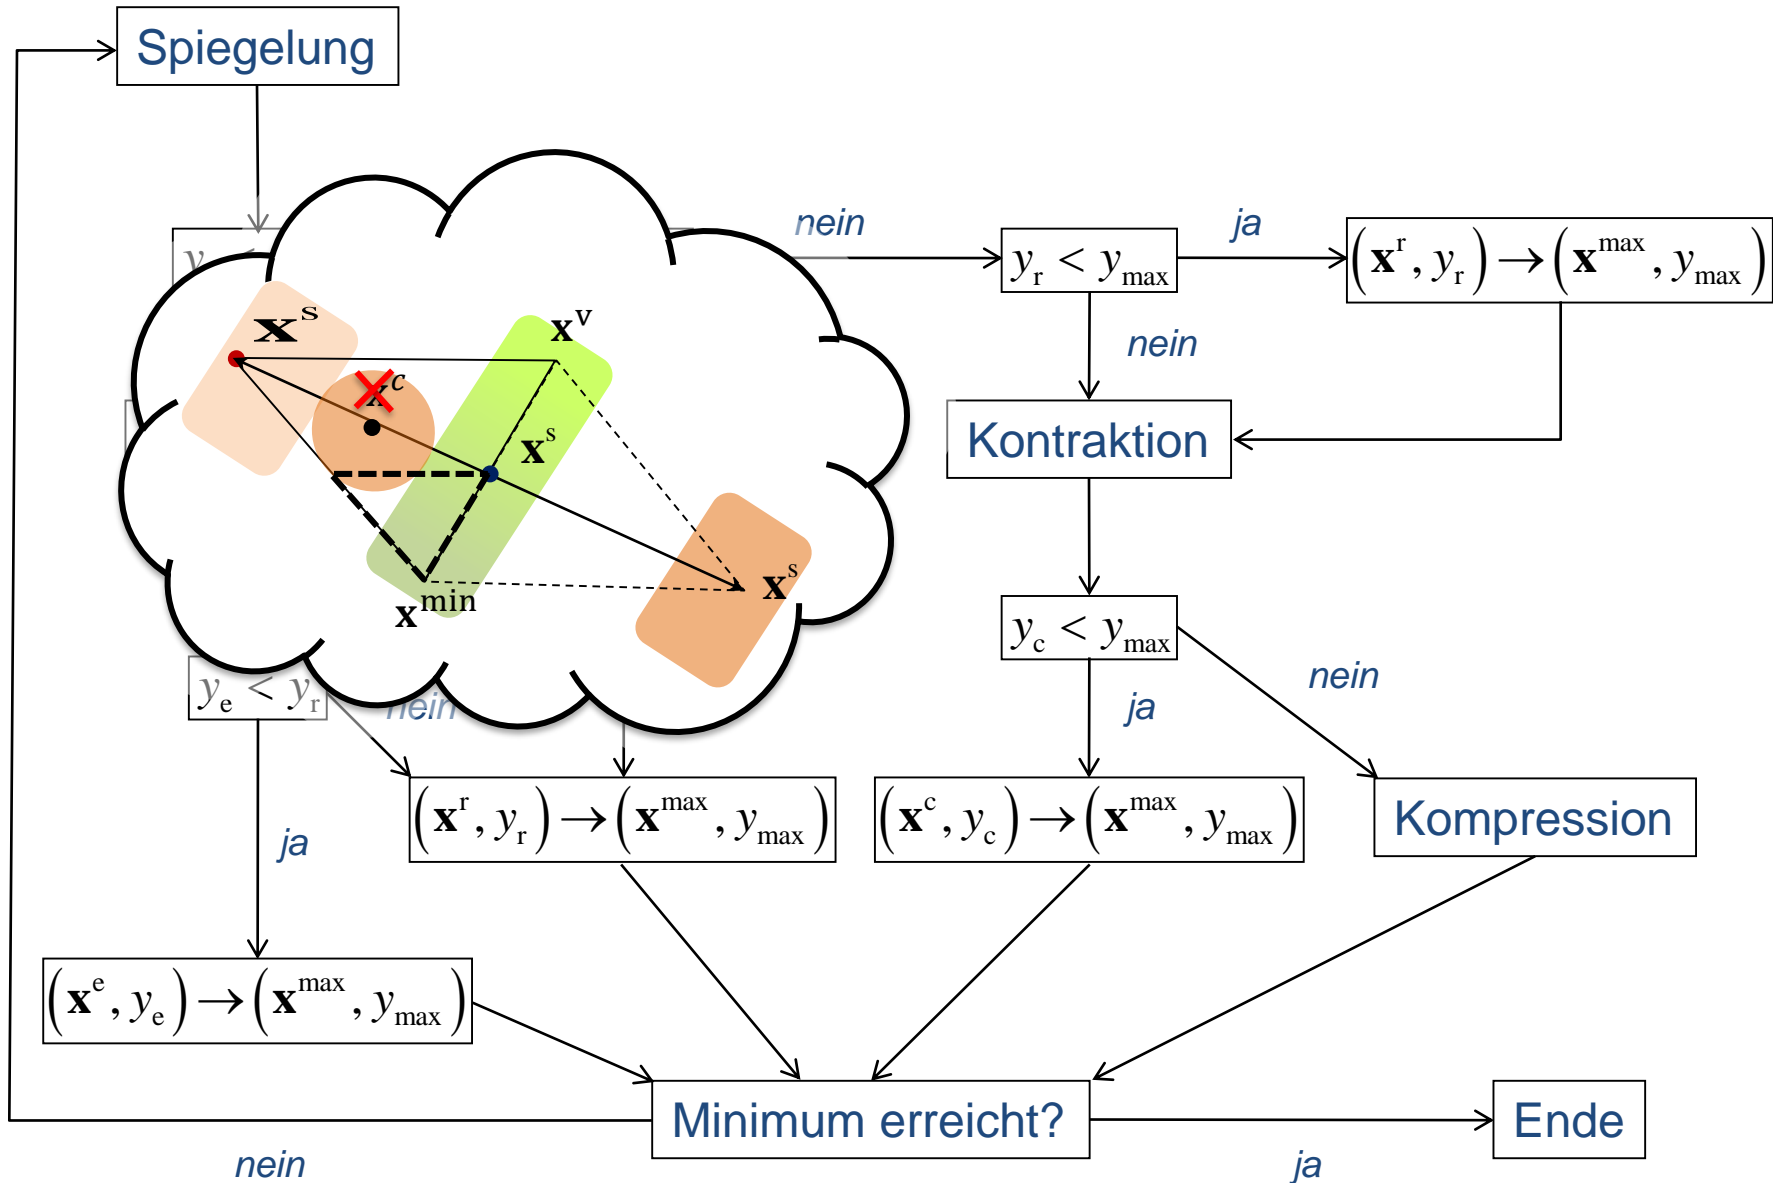 Spiegelung
nein
ja
y_r < y_max
(x^r, y_r) → (x^max, y_max)
nein
x^s
x^v
x^c
x^s
x^min
x^s
Kontraktion
y_c < y_max
nein
ja
y_e < y_r
nein
(x^r, y_r) → (x^max, y_max)
(x^c, y_c) → (x^max, y_max)
Kompression
ja
(x^e, y_e) → (x^max, y_max)
Minimum erreicht?
Ende
nein
ja